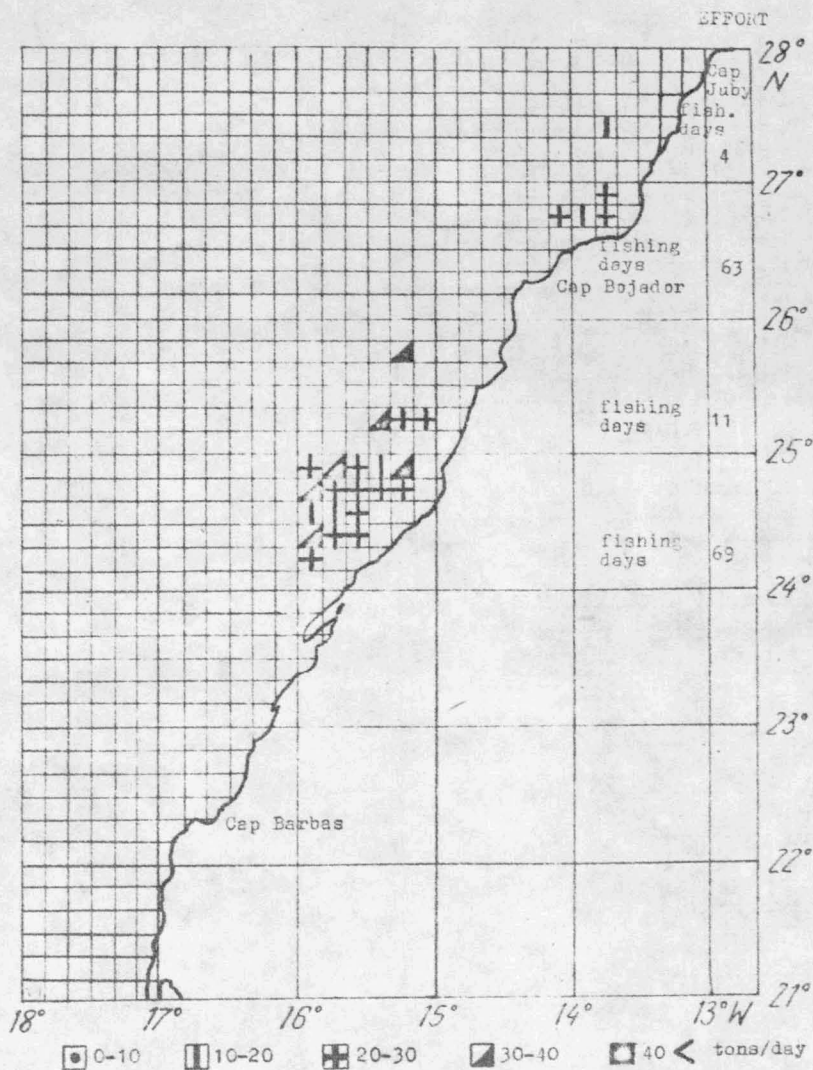 EFFORT
28°
N
Cap
Juby
fish.
days
4
27°
fishing
days
63
Cap Bojador
26°
fishing
days
11
25°
fishing
days
69
24°
23°
Cap Barbas
22°
21°
18° 17° 16° 15° 14° 13° W
0-10 10-20 20-30 30-40 40 < tons/day